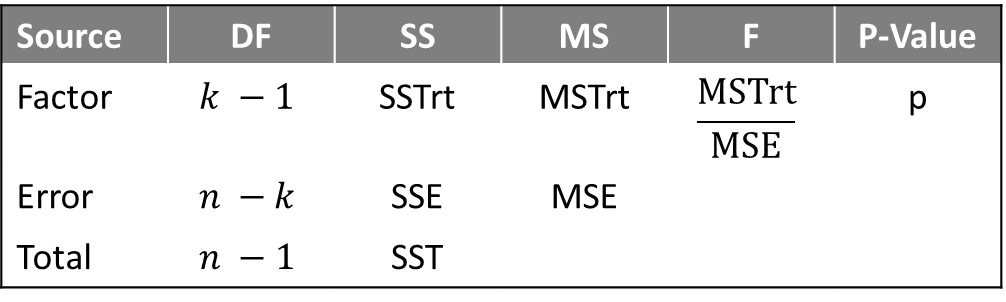 Source DF SS MS F P-Value
Factor k − 1 SSTrt MSTrt MSTrt
MSE p
Error n − k SSE MSE
Total n − 1 SST